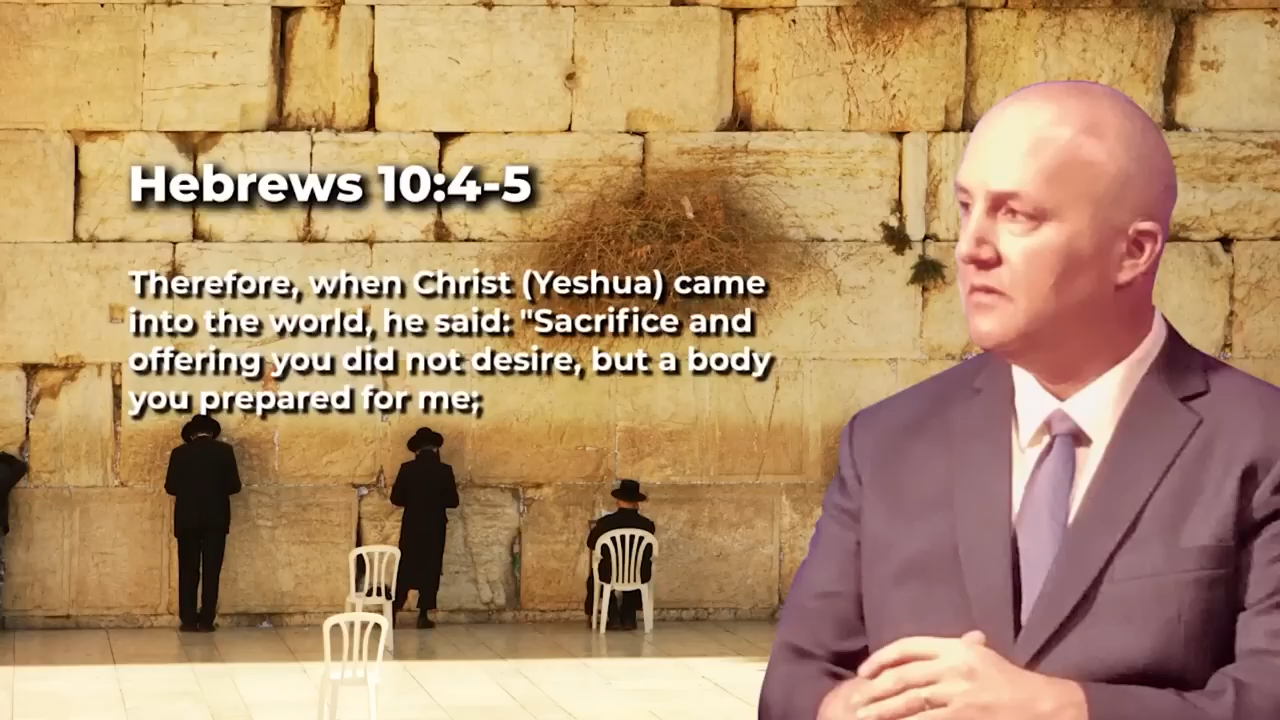 Hebrews 10:4-5
Therefore, when Christ (Yeshua) came
into the world, he said: "Sacrifice and
offering you did not desire, but a body
you prepared for me;